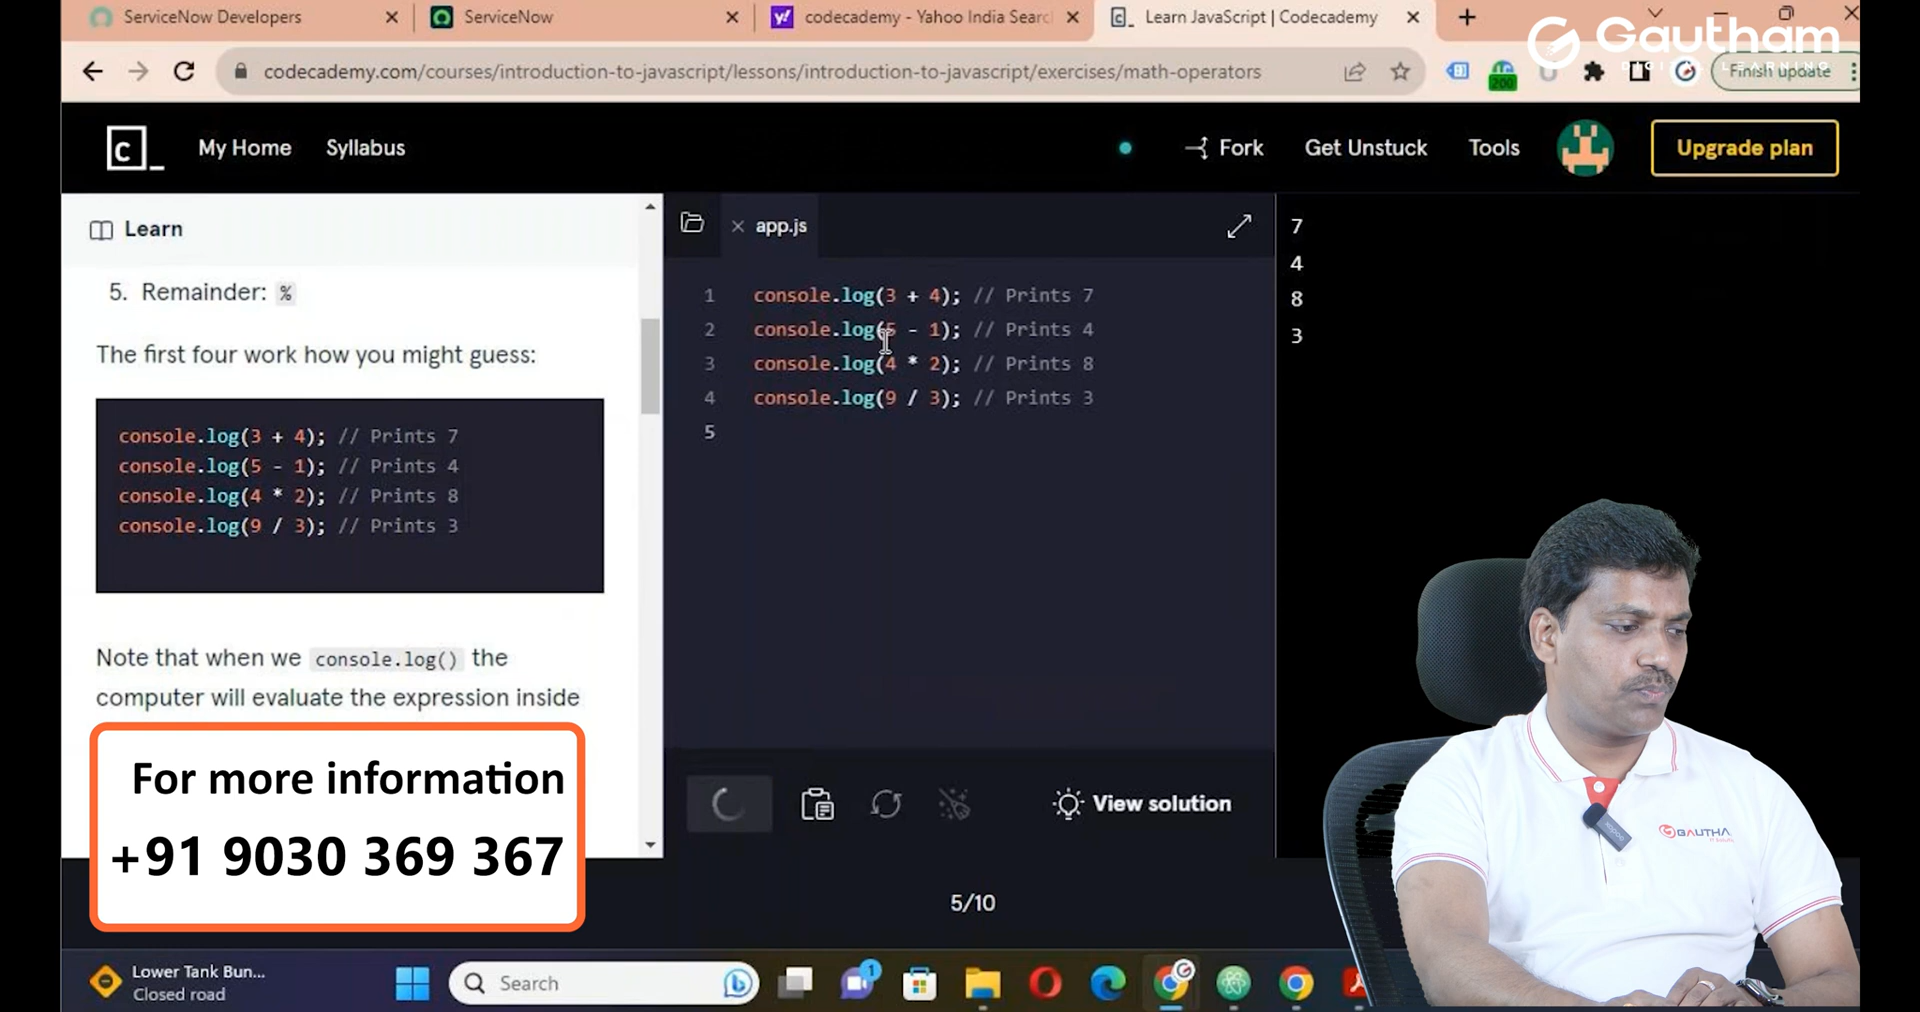 ServiceNow Developers
ServiceNow
codecademy - Yahoo India Searc
Learn JavaScript | Codecademy
Gautham
DIGITAL LEARNING
codecademy.com/courses/introduction-to-javascript/lessons/introduction-to-javascript/exercises/math-operators
200
Finish update
c_
My Home
Syllabus
Fork
Get Unstuck
Tools
Upgrade plan
Learn
5. Remainder: %
The first four work how you might guess:
console.log(3 + 4); // Prints 7
console.log(5 - 1); // Prints 4
console.log(4 * 2); // Prints 8
console.log(9 / 3); // Prints 3
Note that when we console.log() the
computer will evaluate the expression inside
app.js
1 console.log(3 + 4); // Prints 7
2 console.log(5 - 1); // Prints 4
3 console.log(4 * 2); // Prints 8
4 console.log(9 / 3); // Prints 3
5
View solution
7
4
8
3
GAUTHA
For more information
+91 9030 369 367
5/10
Lower Tank Bun...
Closed road
Search
1